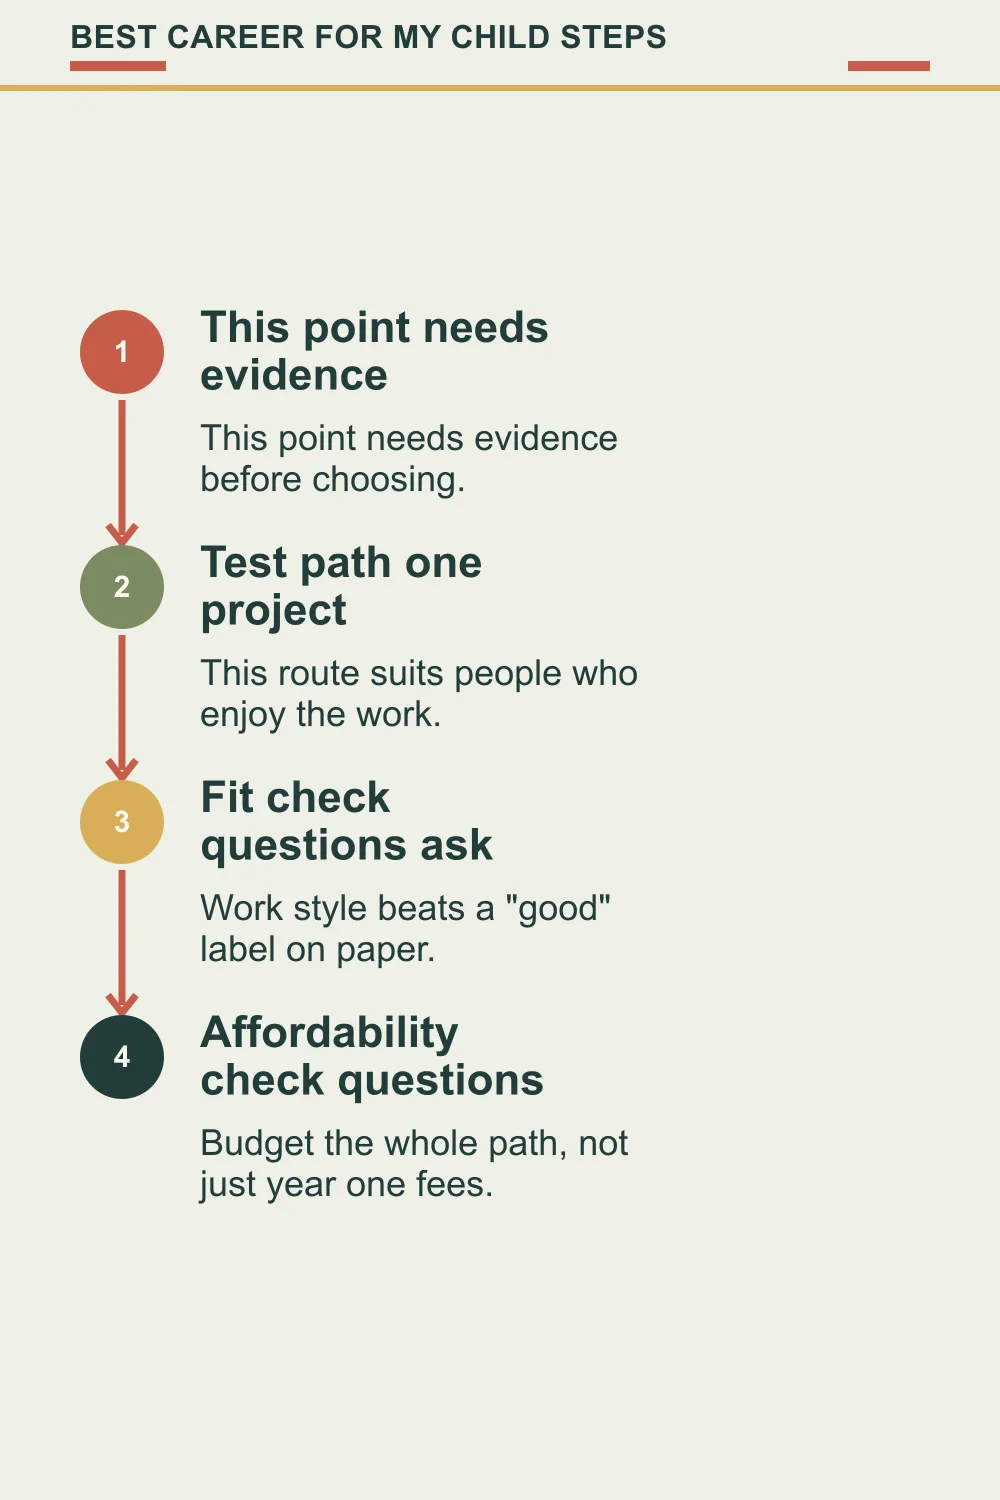 BEST CAREER FOR MY CHILD STEPS
1
This point needs
evidence
This point needs evidence
before choosing.
2
Test path one
project
This route suits people who
enjoy the work.
3
Fit check
questions ask
Work style beats a "good"
label on paper.
4
Affordability
check questions
Budget the whole path, not
just year one fees.